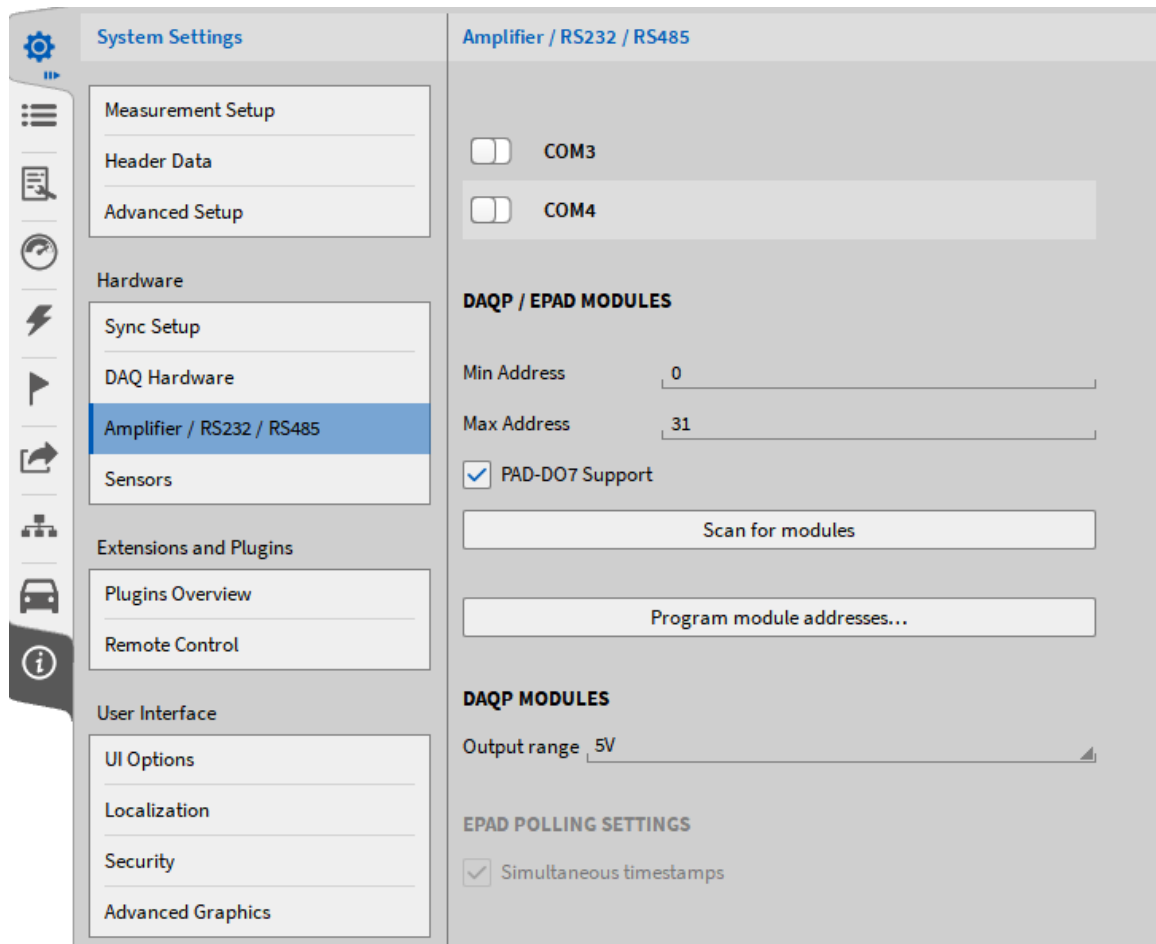 System Settings
Measurement Setup
Header Data
Advanced Setup
Hardware
Sync Setup
DAQ Hardware
Amplifier / RS232 / RS485
Sensors
Extensions and Plugins
Plugins Overview
Remote Control
User Interface
UI Options
Localization
Security
Advanced Graphics
Amplifier / RS232 / RS485
COM3
COM4
DAQP / EPAD MODULES
Min Address 0
Max Address 31
PAD-DO7 Support
Scan for modules
Program module addresses...
DAQP MODULES
Output range 5V
EPAD POLLING SETTINGS
Simultaneous timestamps